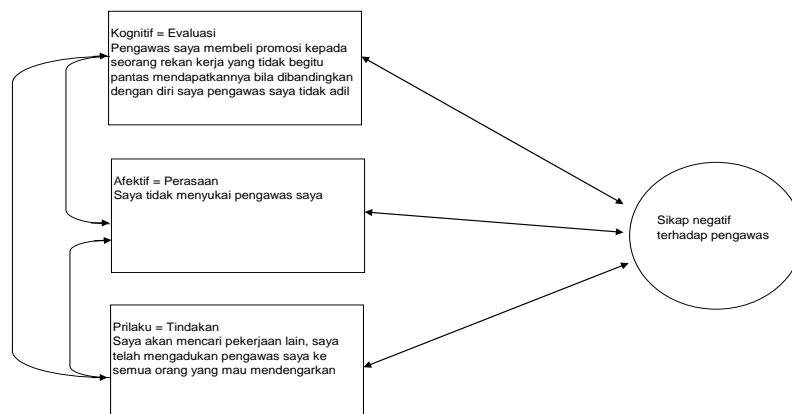 Kognitif = Evaluasi
Pengawas saya membeli promosi kepada
seorang rekan kerja yang tidak begitu
pantas mendapatkannya bila dibandingkan
dengan diri saya pengawas saya tidak adil
Afektif = Perasaan
Saya tidak menyukai pengawas saya
Sikap negatif
terhadap pengawas
Prilaku = Tindakan
Saya akan mencari pekerjaan lain, saya
telah mengadukan pengawas saya ke
semua orang yang mau mendengarkan